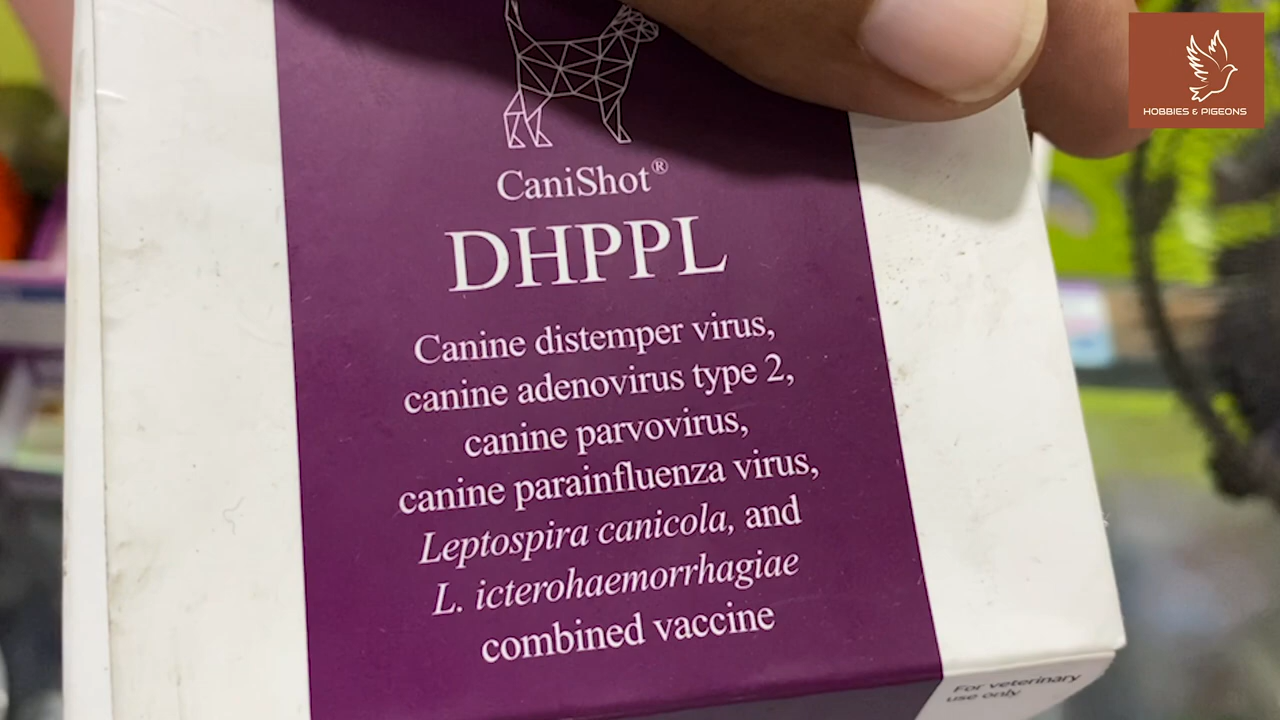 HOBBIES & PIGEONS
CaniShot®
DHPPL
Canine distemper virus,
canine adenovirus type 2,
canine parvovirus,
canine parainfluenza virus,
Leptospira canicola, and
L. icterohaemorrhagiae
combined vaccine
For veterinary
use only